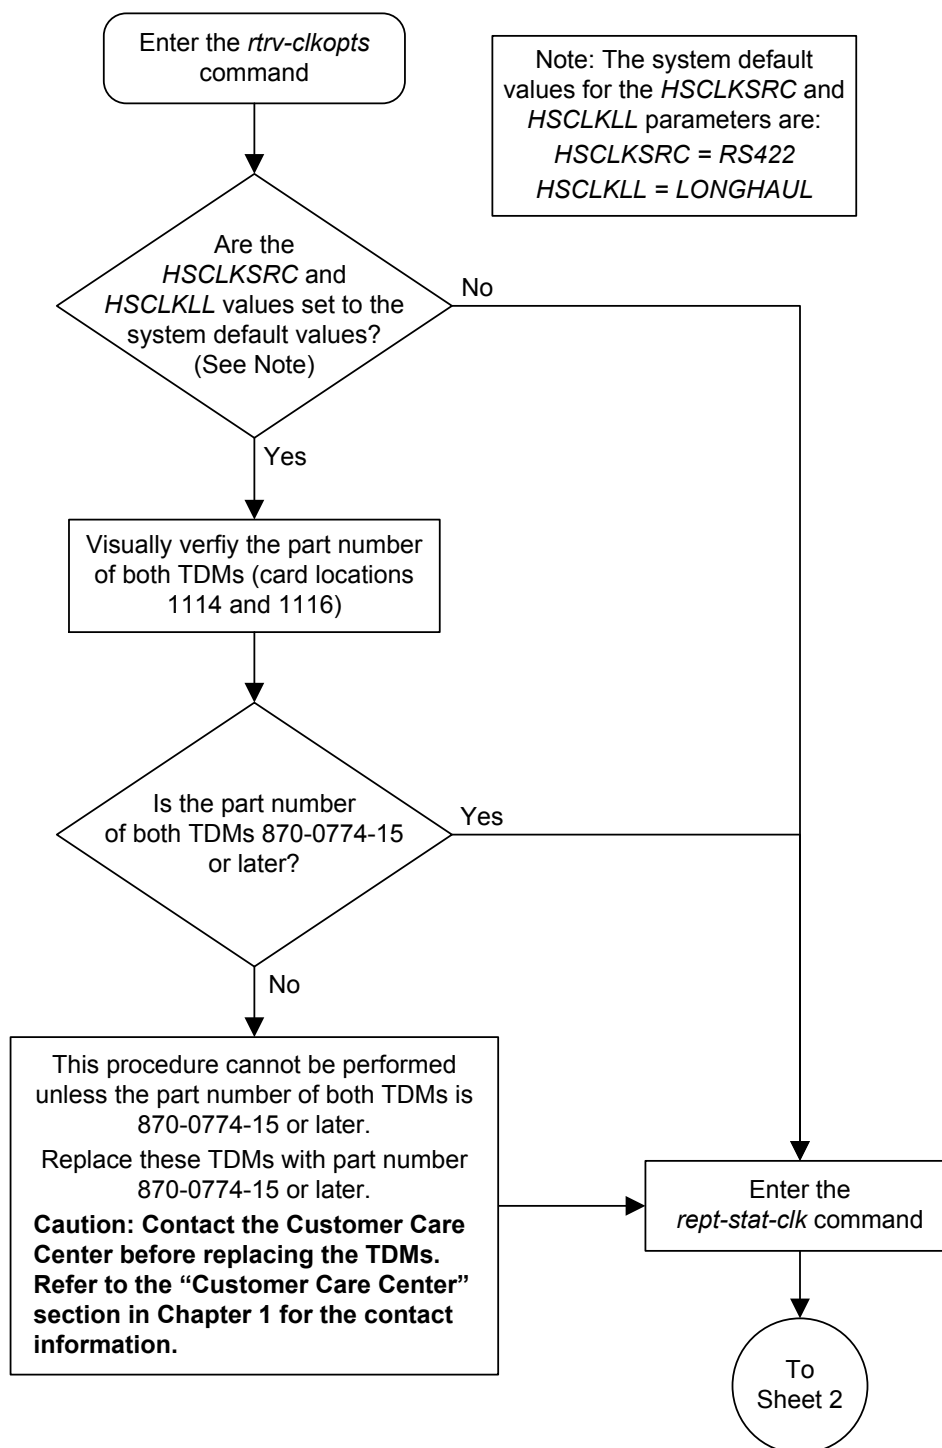 Enter the rtrv-clkopts
command
Note: The system default
values for the HSCLKSRC and
HSCLKLL parameters are:
HSCLKSRC = RS422
HSCLKLL = LONGHAUL
Are the
HSCLKSRC and
HSCLKLL values set to the
system default values?
(See Note)
No
Yes
Visually verfiy the part number
of both TDMs (card locations
1114 and 1116)
Is the part number
of both TDMs 870-0774-15
or later?
Yes
No
This procedure cannot be performed
unless the part number of both TDMs is
870-0774-15 or later.
Replace these TDMs with part number
870-0774-15 or later.
Caution: Contact the Customer Care
Center before replacing the TDMs.
Refer to the “Customer Care Center”
section in Chapter 1 for the contact
information.
Enter the
rept-stat-clk command
To
Sheet 2